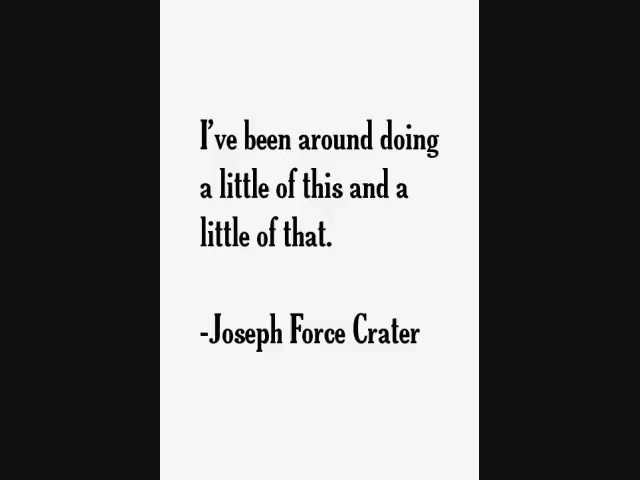 I've been around doing
a little of this and a
little of that.
-Joseph Force Crater